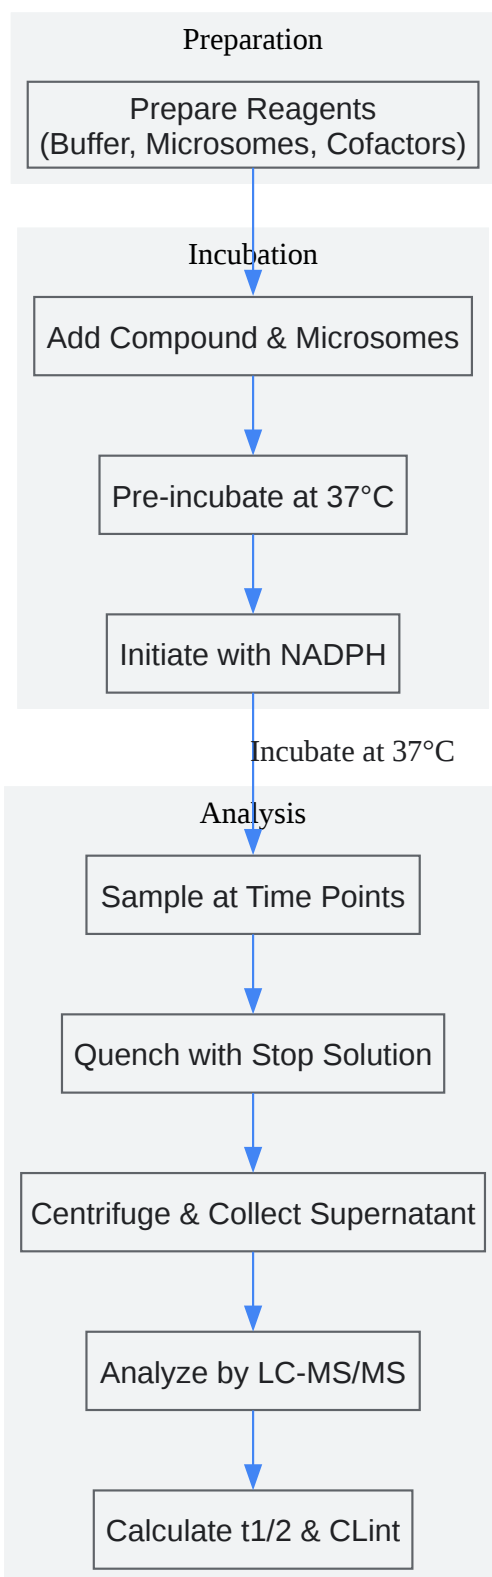 Preparation
Prepare Reagents
(Buffer, Microsomes, Cofactors)
Incubation
Add Compound & Microsomes
Pre-incubate at 37°C
Initiate with NADPH
Incubate at 37°C
Analysis
Sample at Time Points
Quench with Stop Solution
Centrifuge & Collect Supernatant
Analyze by LC-MS/MS
Calculate t1/2 & CLint